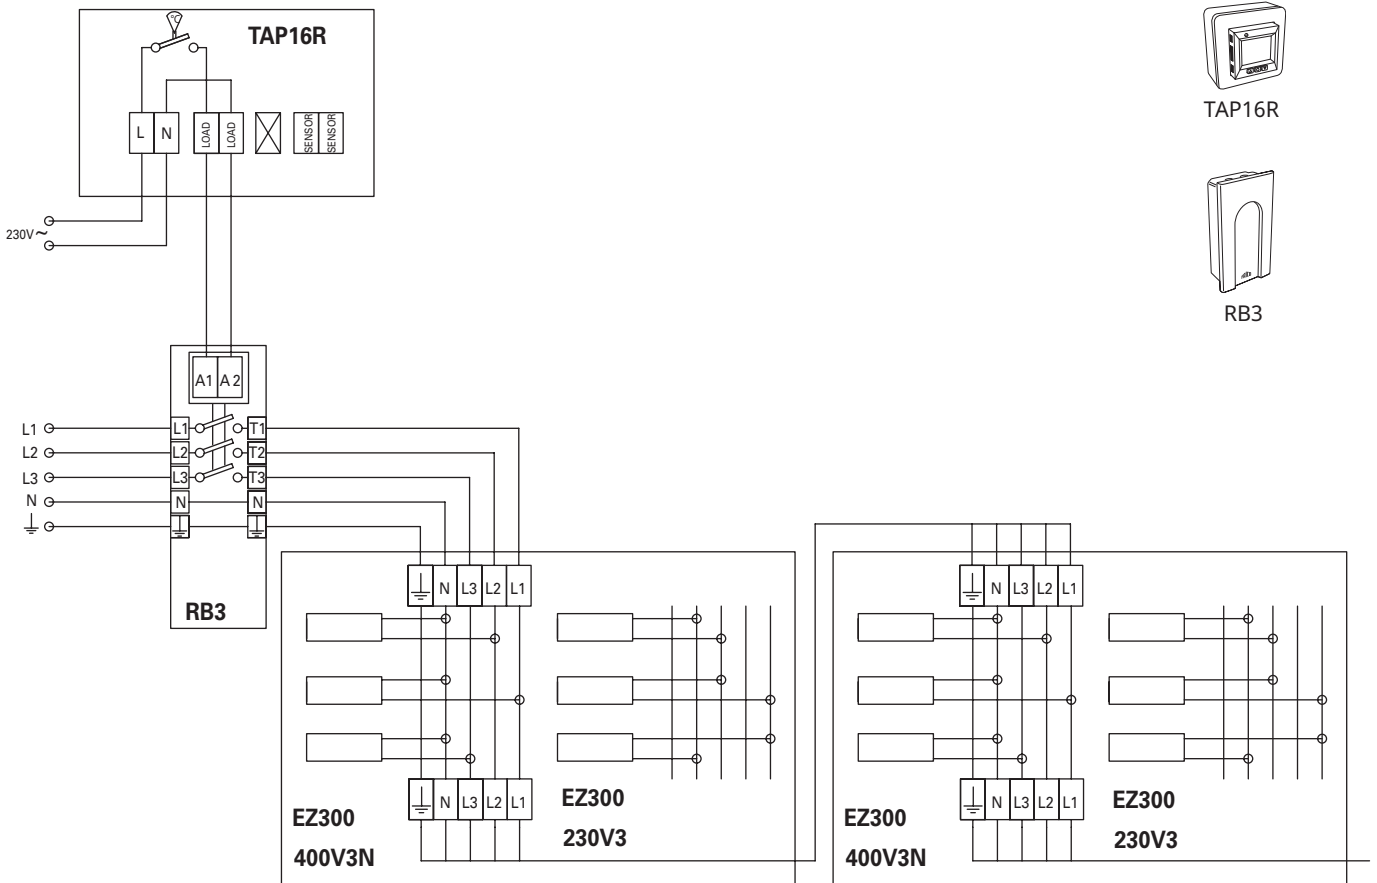 TAP16R
L N LOAD LOAD SENSOR SENSOR
230V~
TAP16R
RB3
A1 A2
L1 L1 T1
L2 L2 T2
L3 L3 T3
N N N
RB3
N L3 L2 L1
N L3 L2 L1
EZ300
400V3N
EZ300
230V3
N L3 L2 L1
N L3 L2 L1
EZ300
400V3N
EZ300
230V3